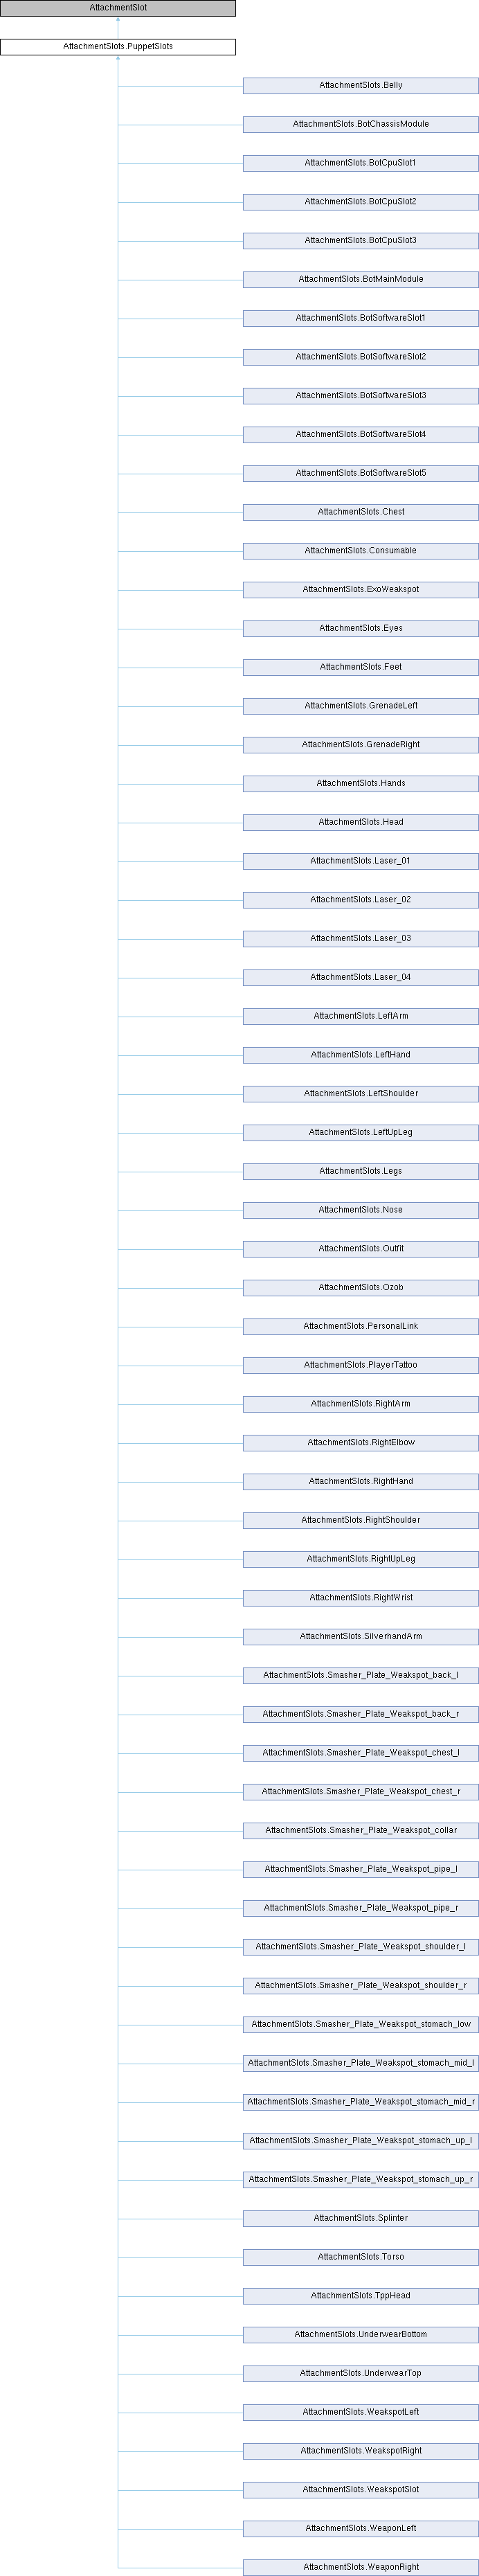 AttachmentSlot
AttachmentSlots.PuppetSlots
AttachmentSlots.Belly
AttachmentSlots.BotChassisModule
AttachmentSlots.BotCpuSlot1
AttachmentSlots.BotCpuSlot2
AttachmentSlots.BotCpuSlot3
AttachmentSlots.BotMainModule
AttachmentSlots.BotSoftwareSlot1
AttachmentSlots.BotSoftwareSlot2
AttachmentSlots.BotSoftwareSlot3
AttachmentSlots.BotSoftwareSlot4
AttachmentSlots.BotSoftwareSlot5
AttachmentSlots.Chest
AttachmentSlots.Consumable
AttachmentSlots.ExoWeakspot
AttachmentSlots.Eyes
AttachmentSlots.Feet
AttachmentSlots.GrenadeLeft
AttachmentSlots.GrenadeRight
AttachmentSlots.Hands
AttachmentSlots.Head
AttachmentSlots.Laser_01
AttachmentSlots.Laser_02
AttachmentSlots.Laser_03
AttachmentSlots.Laser_04
AttachmentSlots.LeftArm
AttachmentSlots.LeftHand
AttachmentSlots.LeftShoulder
AttachmentSlots.LeftUpLeg
AttachmentSlots.Legs
AttachmentSlots.Nose
AttachmentSlots.Outfit
AttachmentSlots.Ozob
AttachmentSlots.PersonalLink
AttachmentSlots.PlayerTattoo
AttachmentSlots.RightArm
AttachmentSlots.RightElbow
AttachmentSlots.RightHand
AttachmentSlots.RightShoulder
AttachmentSlots.RightUpLeg
AttachmentSlots.RightWrist
AttachmentSlots.SilverhandArm
AttachmentSlots.Smasher_Plate_Weakspot_back_l
AttachmentSlots.Smasher_Plate_Weakspot_back_r
AttachmentSlots.Smasher_Plate_Weakspot_chest_l
AttachmentSlots.Smasher_Plate_Weakspot_chest_r
AttachmentSlots.Smasher_Plate_Weakspot_collar
AttachmentSlots.Smasher_Plate_Weakspot_pipe_l
AttachmentSlots.Smasher_Plate_Weakspot_pipe_r
AttachmentSlots.Smasher_Plate_Weakspot_shoulder_l
AttachmentSlots.Smasher_Plate_Weakspot_shoulder_r
AttachmentSlots.Smasher_Plate_Weakspot_stomach_low
AttachmentSlots.Smasher_Plate_Weakspot_stomach_mid_l
AttachmentSlots.Smasher_Plate_Weakspot_stomach_mid_r
AttachmentSlots.Smasher_Plate_Weakspot_stomach_up_l
AttachmentSlots.Smasher_Plate_Weakspot_stomach_up_r
AttachmentSlots.Splinter
AttachmentSlots.Torso
AttachmentSlots.TppHead
AttachmentSlots.UnderwearBottom
AttachmentSlots.UnderwearTop
AttachmentSlots.WeakspotLeft
AttachmentSlots.WeakspotRight
AttachmentSlots.WeakspotSlot
AttachmentSlots.WeaponLeft
AttachmentSlots.WeaponRight